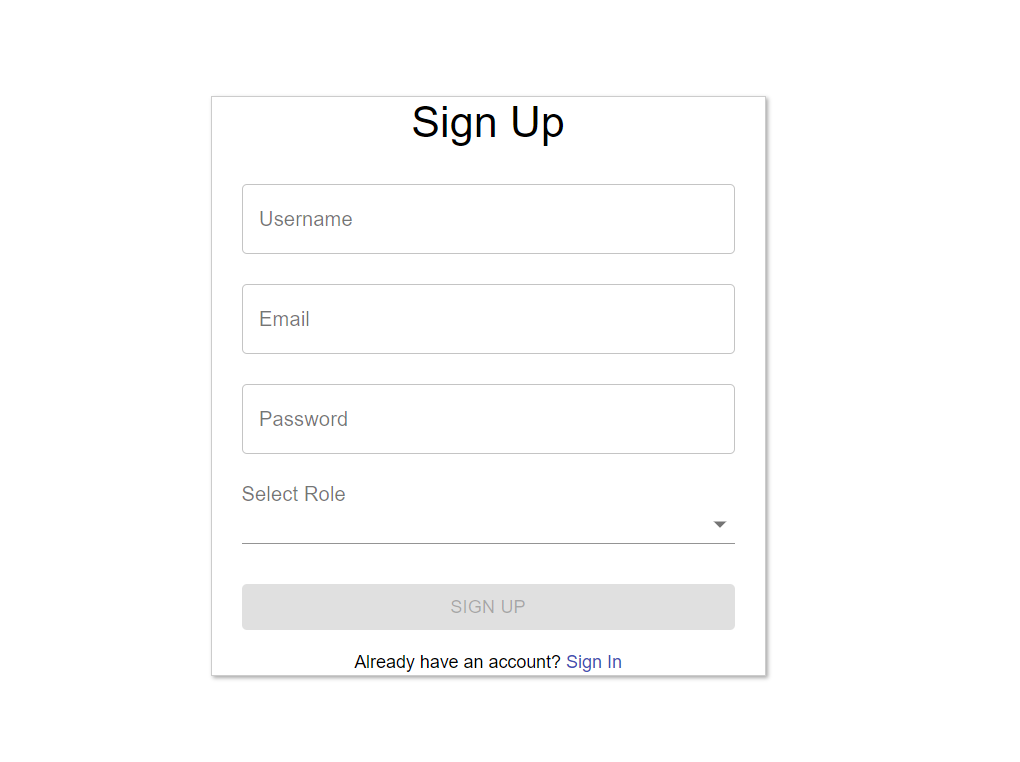 Sign Up
Username
Email
Password
Select Role
SIGN UP
Already have an account? Sign In